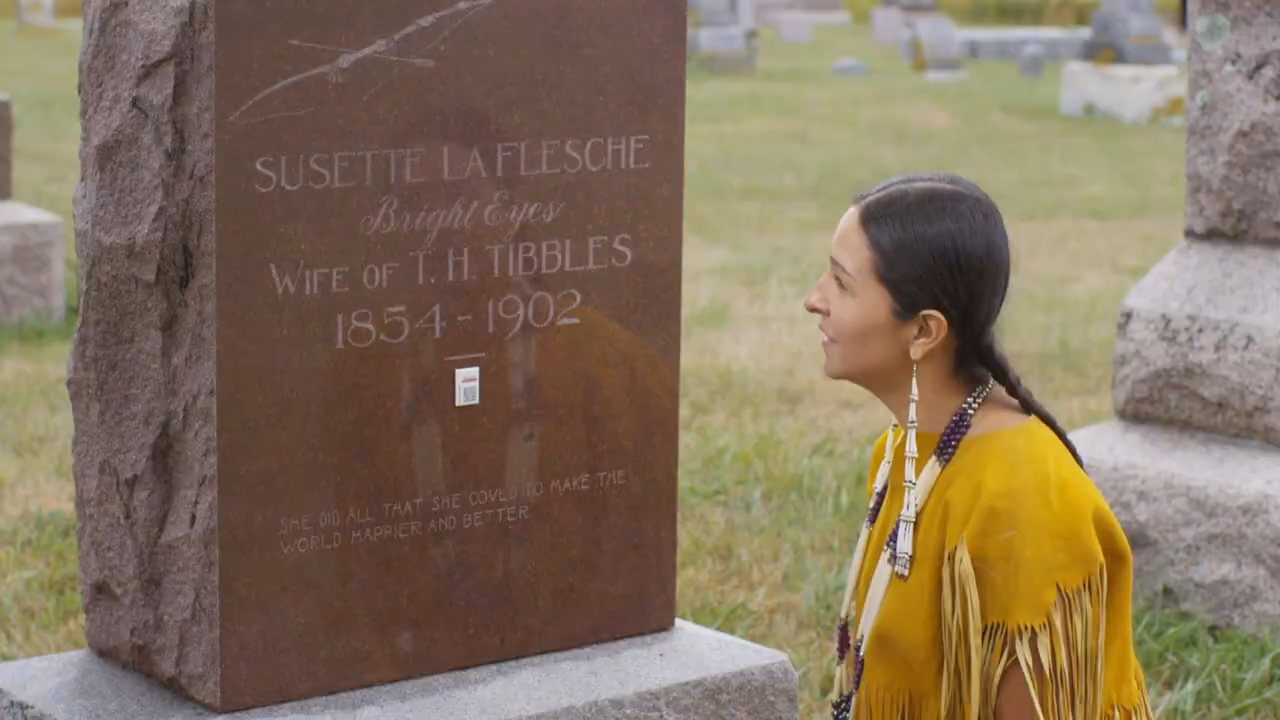 SUSETTE LA FLESCHE
Bright Eyes
WIFE OF T. H. TIBBLES
1854 - 1902
SHE DID ALL THAT SHE COVLD TO MAKE THE
WORLD HAPPIER AND BETTER.